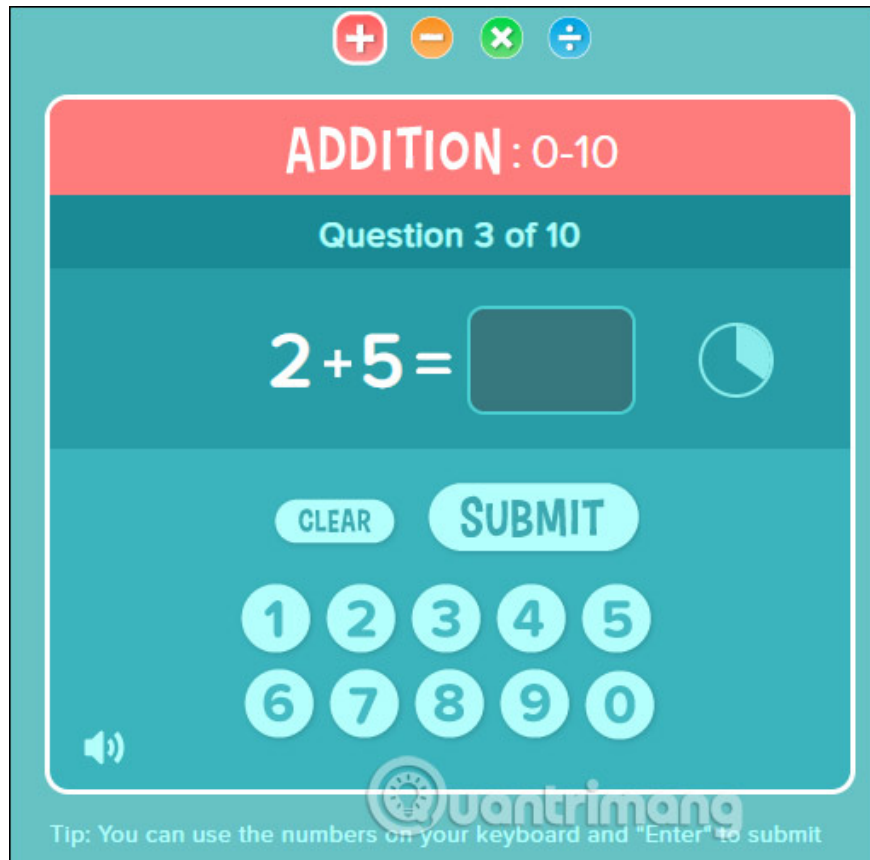 + − × ÷
ADDITION : 0-10
Question 3 of 10
2+5=
CLEAR SUBMIT
1 2 3 4 5
6 7 8 9 0
Quantrimang
Tip: You can use the numbers on your keyboard and "Enter" to submit